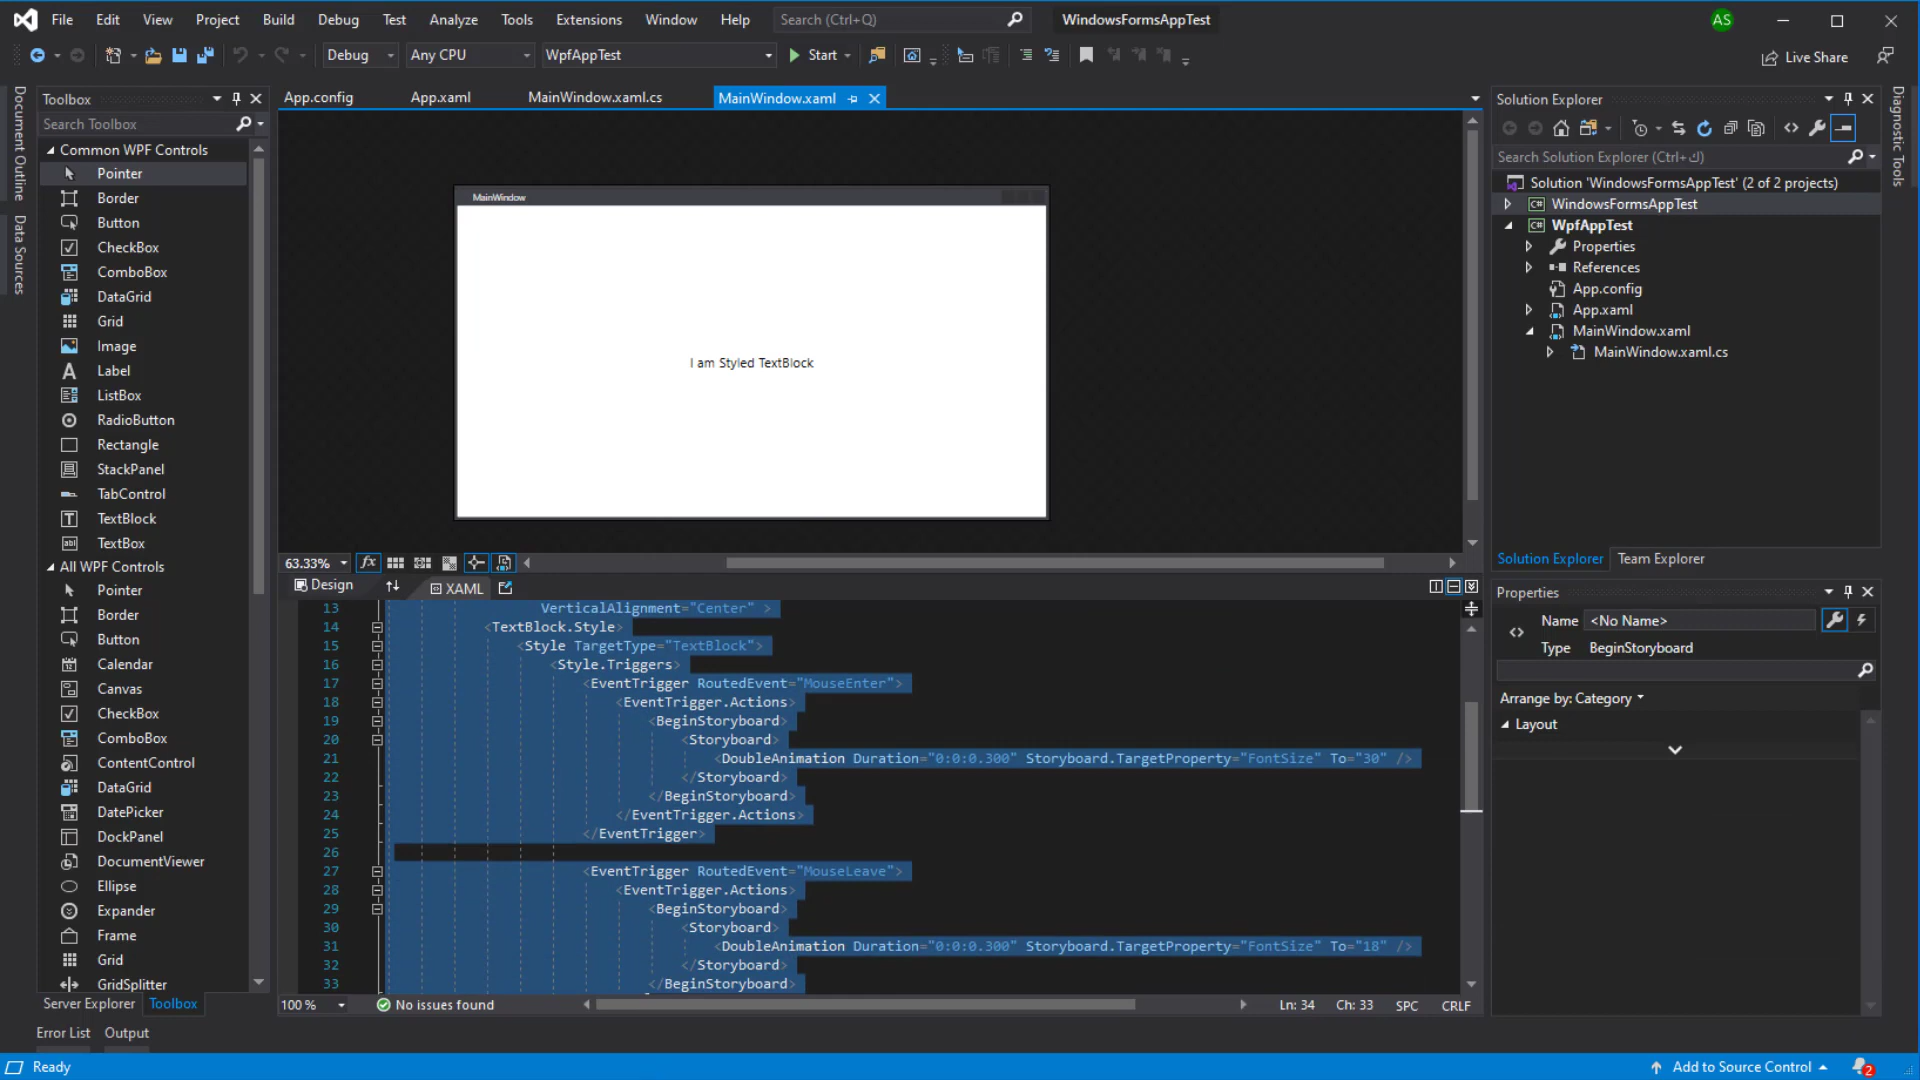 File Edit View Project Build Debug Test Analyze Tools Extensions Window Help Search (Ctrl+Q) WindowsFormsAppTest AS
Debug Any CPU WpfAppTest Start Live Share
Document Outline
Data Sources
Toolbox
Search Toolbox
Common WPF Controls
Pointer
Border
Button
CheckBox
ComboBox
DataGrid
Grid
Image
Label
ListBox
RadioButton
Rectangle
StackPanel
TabControl
TextBlock
TextBox
All WPF Controls
Pointer
Border
Button
Calendar
Canvas
CheckBox
ComboBox
ContentControl
DataGrid
DatePicker
DockPanel
DocumentViewer
Ellipse
Expander
Frame
Grid
GridSplitter
Server Explorer Toolbox
App.config App.xaml MainWindow.xaml.cs MainWindow.xaml
MainWindow
I am Styled TextBlock
63.33% fx
Design XAML
13 VerticalAlignment="Center" >
14 <TextBlock.Style>
15 <Style TargetType="TextBlock">
16 <Style.Triggers>
17 <EventTrigger RoutedEvent="MouseEnter">
18 <EventTrigger.Actions>
19 <BeginStoryboard>
20 <Storyboard>
21 <DoubleAnimation Duration="0:0:0.300" Storyboard.TargetProperty="FontSize" To="30" />
22 </Storyboard>
23 </BeginStoryboard>
24 </EventTrigger.Actions>
25 </EventTrigger>
26
27 <EventTrigger RoutedEvent="MouseLeave">
28 <EventTrigger.Actions>
29 <BeginStoryboard>
30 <Storyboard>
31 <DoubleAnimation Duration="0:0:0.300" Storyboard.TargetProperty="FontSize" To="18" />
32 </Storyboard>
33 </BeginStoryboard>
100 % No issues found Ln: 34 Ch: 33 SPC CRLF
Solution Explorer
Search Solution Explorer (Ctrl+ك)
Solution 'WindowsFormsAppTest' (2 of 2 projects)
C# WindowsFormsAppTest
C# WpfAppTest
Properties
References
App.config
App.xaml
MainWindow.xaml
MainWindow.xaml.cs
Solution Explorer Team Explorer
Properties
Name <No Name>
Type BeginStoryboard
Arrange by: Category
Layout
Diagnostic Tools
Error List Output
Ready Add to Source Control 2